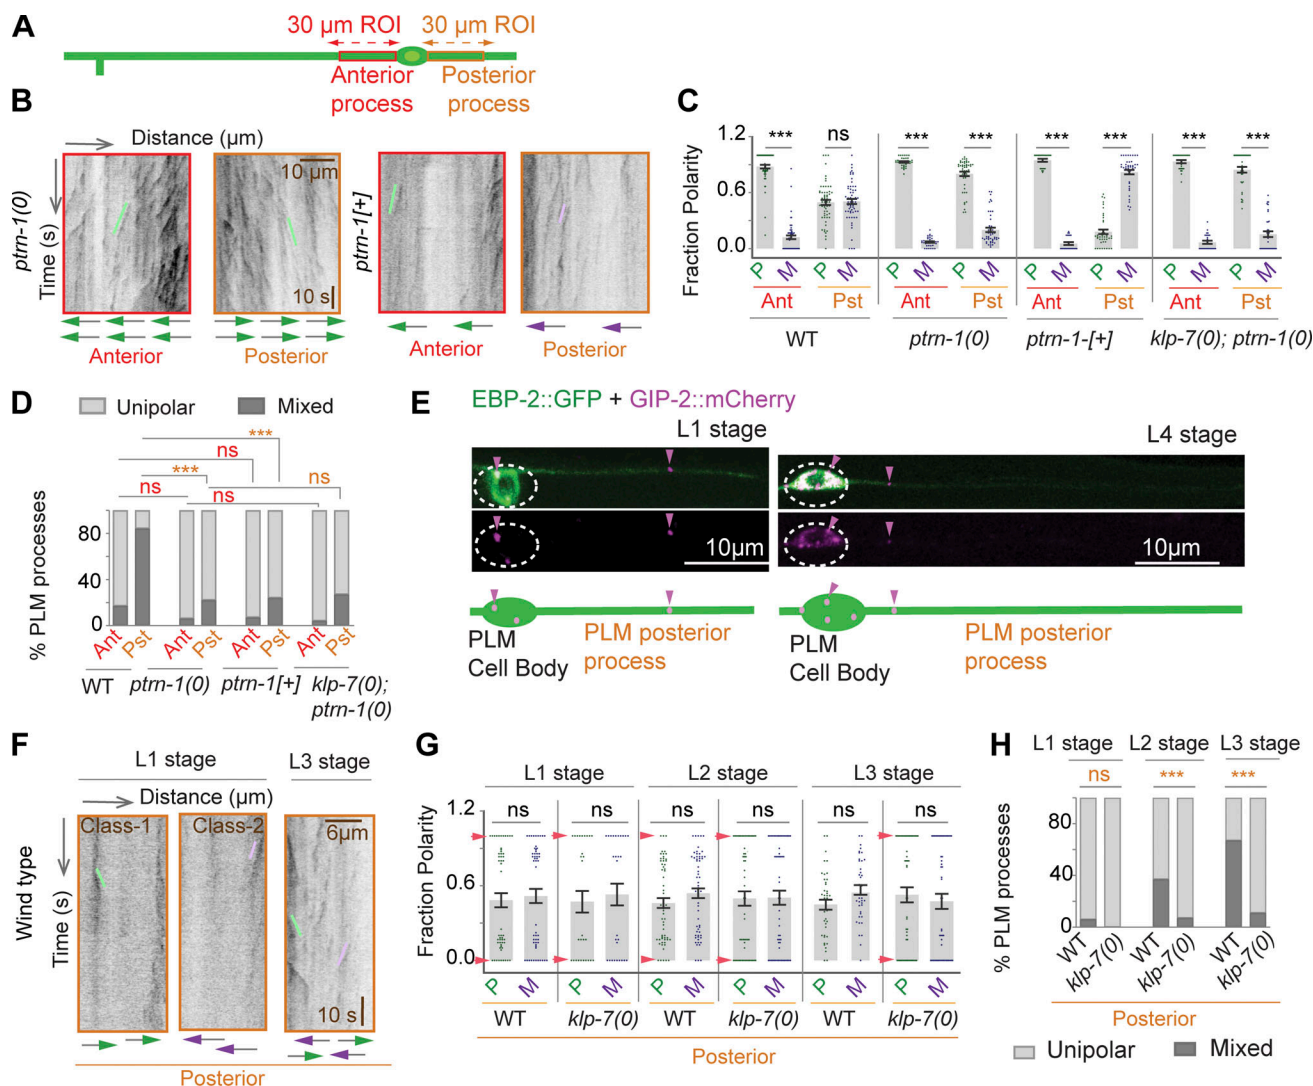 A
30 µm ROI
30 µm ROI
Anterior
process
Posterior
process
B
Distance (µm)
Time (s)
ptrn-1(0)
10 µm
10 s
ptrn-1[+]
Anterior
Posterior
Anterior
Posterior
C
Fraction Polarity
1.2
0.6
0.0
*** ns *** *** *** *** *** ***
P M P M P M P M P M P M P M P M
Ant Pst Ant Pst Ant Pst Ant Pst
WT ptrn-1(0) ptrn-1-[+] klp-7(0); ptrn-1(0)
D
Unipolar Mixed
***
ns
*** ns
ns ns
% PLM processes
80
40
0
Ant Pst Ant Pst Ant Pst Ant Pst
WT ptrn-1(0) ptrn-1[+] klp-7(0);
ptrn-1(0)
E
EBP-2::GFP + GIP-2::mCherry
L1 stage
L4 stage
10µm
10µm
PLM
Cell Body
PLM posterior
process
PLM
Cell Body
PLM posterior
process
F
L1 stage L3 stage
Distance (µm)
Wind type
Time (s)
Class-1
Class-2
6µm
10 s
Posterior
G
L1 stage L2 stage L3 stage
ns ns ns ns ns ns
Fraction Polarity
1.2
0.6
0.0
P M P M P M P M P M P M
WT klp-7(0) WT klp-7(0) WT klp-7(0)
Posterior
H
L1 stage L2 stage L3 stage
ns *** ***
% PLM processes
80
40
0
WT klp-7(0) WT klp-7(0) WT klp-7(0)
Posterior
Unipolar Mixed